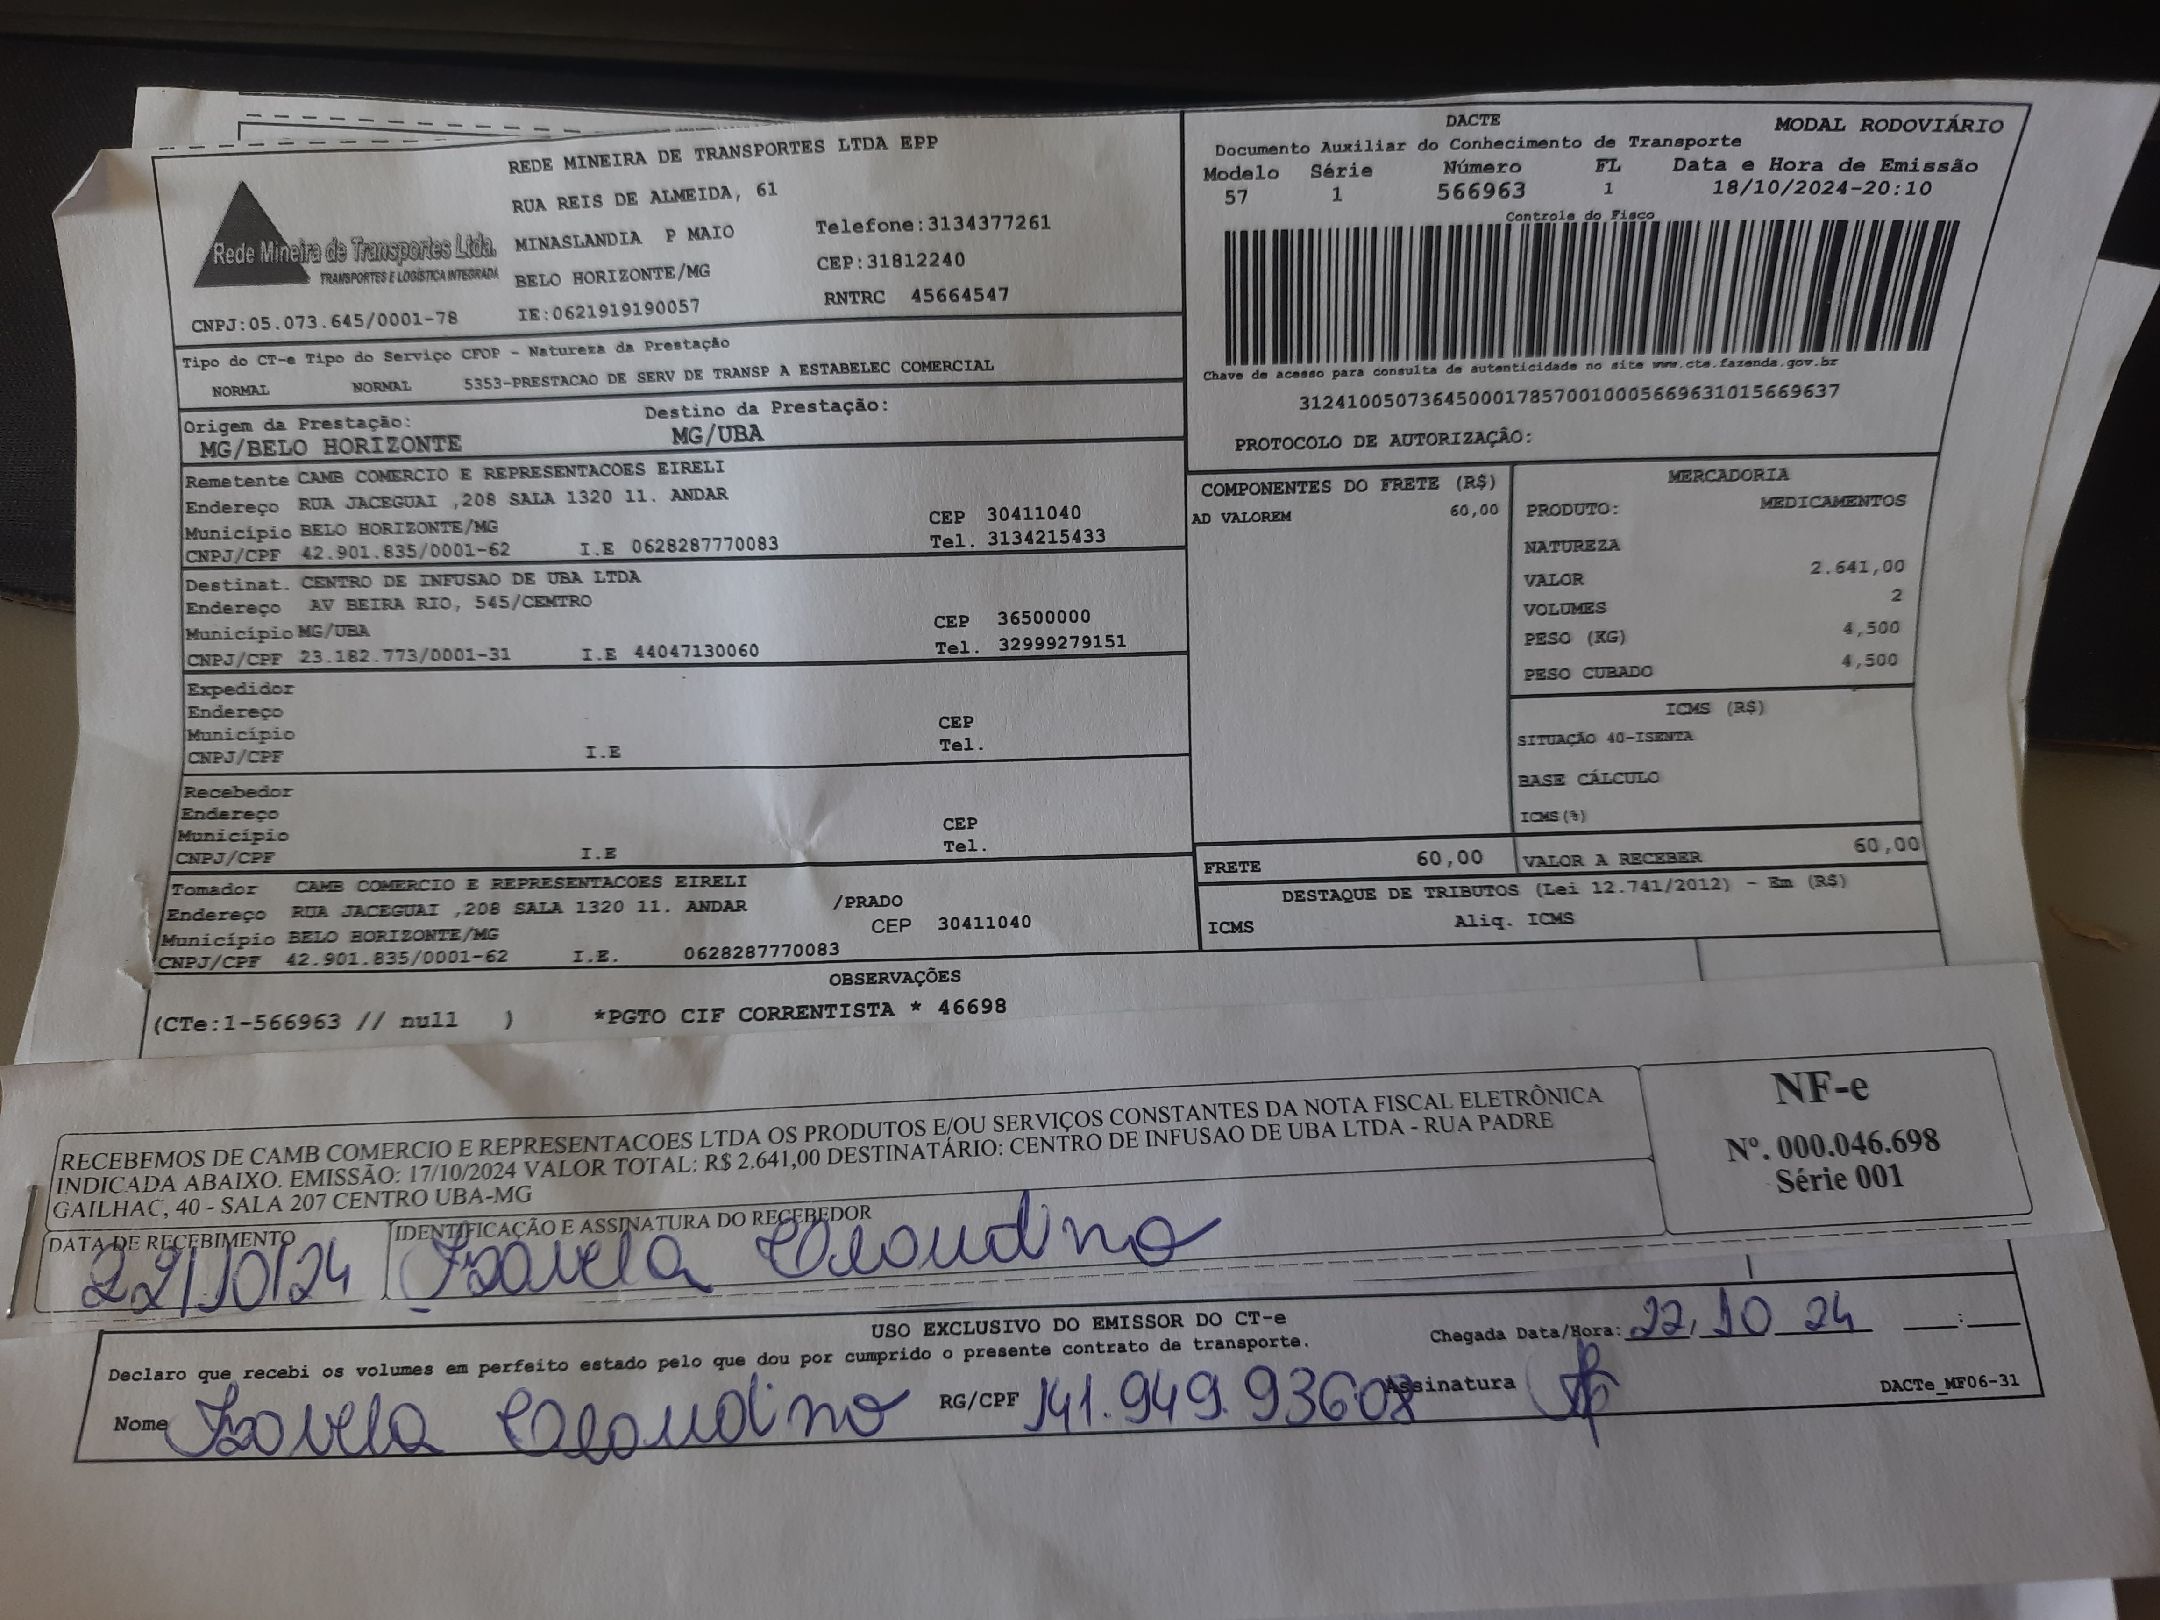 REDE MINEIRA DE TRANSPORTES LTDA EPP
RUA REIS DE ALMEIDA, 61
MINASLANDIA P MAIO
Telefone:3134377261
BELO HORIZONTE/MG
CEP:31812240
IE:0621919190057
RNTRC 45664547
Rede Mineira de Transportes Ltda.
TRANSPORTES E LOGÍSTICA INTEGRADA
CNPJ:05.073.645/0001-78
DACTE
MODAL RODOVIÁRIO
Documento Auxiliar do Conhecimento de Transporte
Modelo Série Número FL Data e Hora de Emissão
57 1 566963 1 18/10/2024-20:10
Controle do Fisco
Chave de acesso para consulta de autenticidade no site www.cte.fazenda.gov.br
31241005073645000178570010005669631015669637
PROTOCOLO DE AUTORIZAÇÃO:
Tipo do CT-e Tipo do Serviço CFOP - Natureza da Prestação
NORMAL NORMAL 5353-PRESTACAO DE SERV DE TRANSP A ESTABELEC COMERCIAL
Origem da Prestação: Destino da Prestação:
MG/BELO HORIZONTE MG/UBA
Remetente CAMB COMERCIO E REPRESENTACOES EIRELI
Endereço RUA JACEGUAI ,208 SALA 1320 11. ANDAR
Município BELO HORIZONTE/MG CEP 30411040
CNPJ/CPF 42.901.835/0001-62 I.E 0628287770083 Tel. 3134215433
Destinat. CENTRO DE INFUSAO DE UBA LTDA
Endereço AV BEIRA RIO, 545/CENTRO
Município MG/UBA CEP 36500000
CNPJ/CPF 23.182.773/0001-31 I.E 44047130060 Tel. 32999279151
Expedidor
Endereço
Município CEP
CNPJ/CPF I.E Tel.
Recebedor
Endereço
Município CEP
CNPJ/CPF I.E Tel.
Tomador CAMB COMERCIO E REPRESENTACOES EIRELI
Endereço RUA JACEGUAI ,208 SALA 1320 11. ANDAR /PRADO
Município BELO HORIZONTE/MG CEP 30411040
CNPJ/CPF 42.901.835/0001-62 I.E. 0628287770083
COMPONENTES DO FRETE (R$)
AD VALOREM 60,00
MERCADORIA
PRODUTO: MEDICAMENTOS
NATUREZA
VALOR 2.641,00
VOLUMES 2
PESO (KG) 4,500
PESO CUBADO 4,500
ICMS (R$)
SITUAÇÃO 40-ISENTA
BASE CÁLCULO
ICMS(%)
FRETE 60,00 VALOR A RECEBER 60,00
DESTAQUE DE TRIBUTOS (Lei 12.741/2012) - Em (R$)
ICMS Aliq. ICMS
OBSERVAÇÕES
(CTe:1-566963 // null ) *PGTO CIF CORRENTISTA * 46698
RECEBEMOS DE CAMB COMERCIO E REPRESENTACOES LTDA OS PRODUTOS E/OU SERVIÇOS CONSTANTES DA NOTA FISCAL ELETRÔNICA
INDICADA ABAIXO. EMISSÃO: 17/10/2024 VALOR TOTAL: R$ 2.641,00 DESTINATÁRIO: CENTRO DE INFUSAO DE UBA LTDA - RUA PADRE
GAILHAC, 40 - SALA 207 CENTRO UBA-MG
NF-e
Nº. 000.046.698
Série 001
DATA DE RECEBIMENTO IDENTIFICAÇÃO E ASSINATURA DO RECEBEDOR
22/10/24 Izavela Cloudino
USO EXCLUSIVO DO EMISSOR DO CT-e
Declaro que recebi os volumes em perfeito estado pelo que dou por cumprido o presente contrato de transporte.
Chegada Data/Hora: 22, 10 24 :
Nome Izavela Cloudino RG/CPF 141.949.93608 Assinatura
DACTe_MF06-31